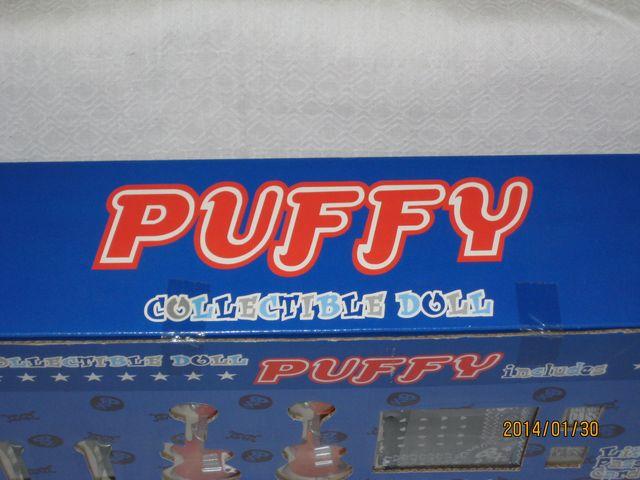 PUFFY
COLLECTIBLE DOLL
COLLECTIBLE DOLL PUFFY includes
2014/01/30